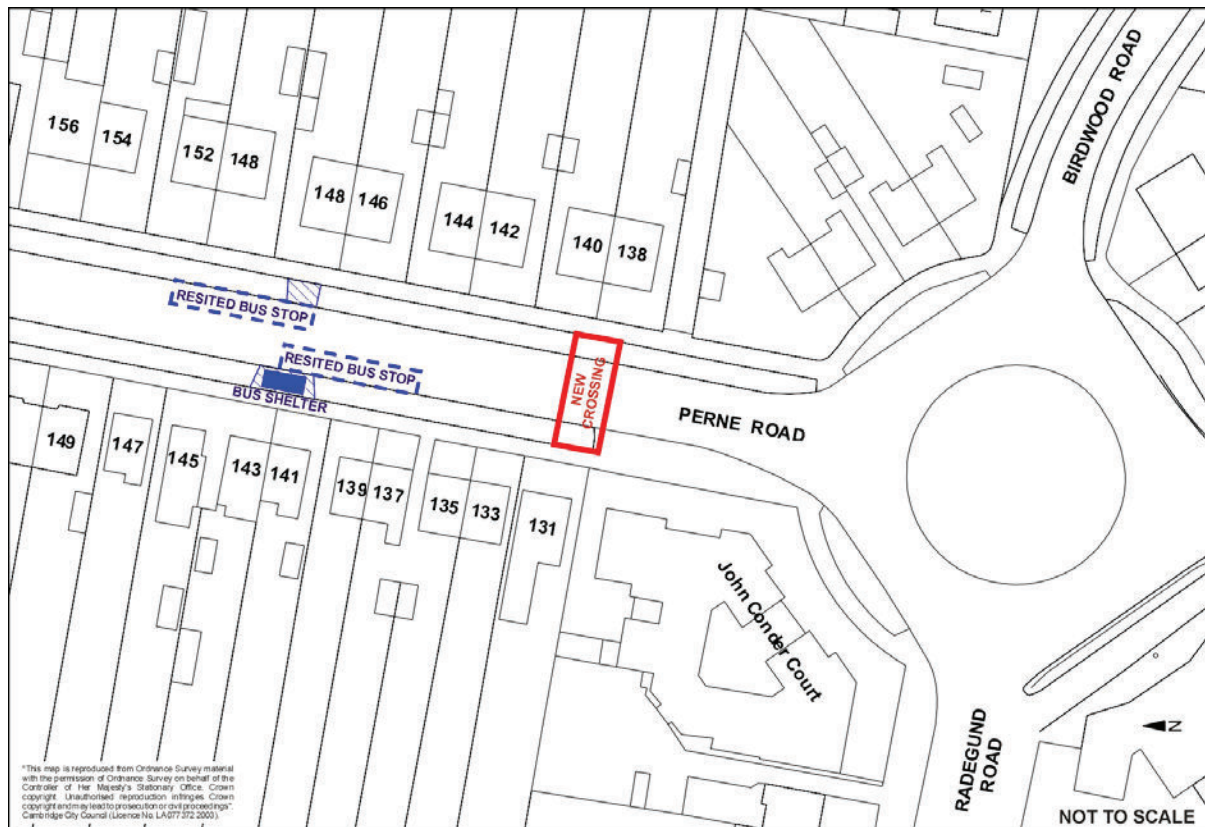 BIRDWOOD ROAD
156
154
152
148
148
146
144
142
140
138
RESITED BUS STOP
RESITED BUS STOP
BUS SHELTER
NEW
CROSSING
PERNE ROAD
149
147
145
143
141
139
137
135
133
131
John Conder Court
RADEGUND
ROAD
N
"This map is reproduced from Ordnance Survey material
with the permission of Ordnance Survey on behalf of the
Controller of Her Majesty's Stationary Office. Crown
copyright. Unauthorised reproduction infringes Crown
copyright and may lead to prosecution or civil proceedings".
Cambridge City Council (Licence No. LA077372 2003).
NOT TO SCALE